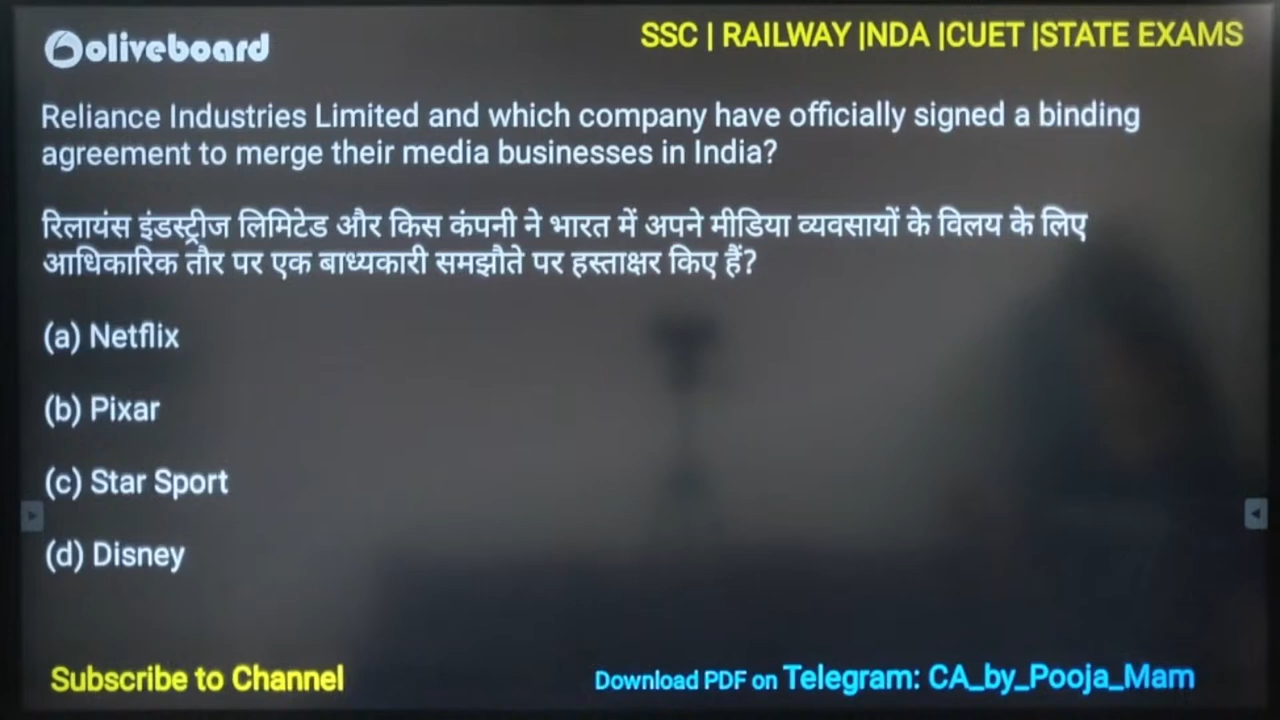 oliveboard
SSC | RAILWAY |NDA |CUET |STATE EXAMS
Reliance Industries Limited and which company have officially signed a binding
agreement to merge their media businesses in India?
रिलायंस इंडस्ट्रीज लिमिटेड और किस कंपनी ने भारत में अपने मीडिया व्यवसायों के विलय के लिए
आधिकारिक तौर पर एक बाध्यकारी समझौते पर हस्ताक्षर किए हैं?
(a) Netflix
(b) Pixar
(c) Star Sport
(d) Disney
Subscribe to Channel
Download PDF on Telegram: CA_by_Pooja_Mam